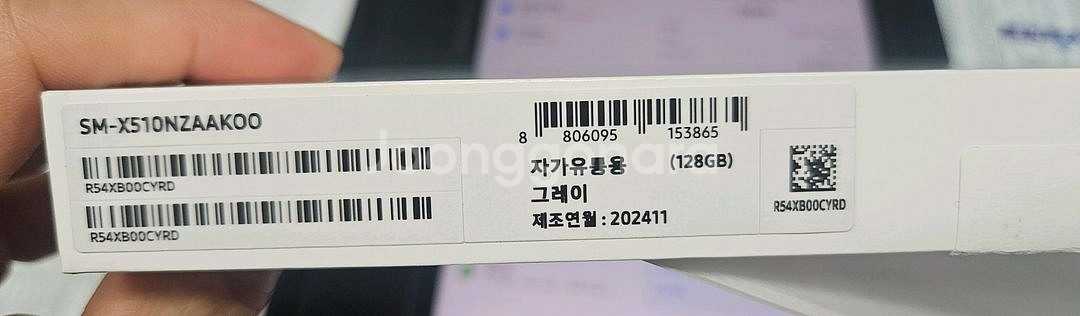 SM-X510NZAAKOO
R54XB00CYRD
R54XB00CYRD
8 806095 153865
자가유통용 (128GB)
그레이
제조연월 : 202411
R54XB00CYRD
Joonggonara